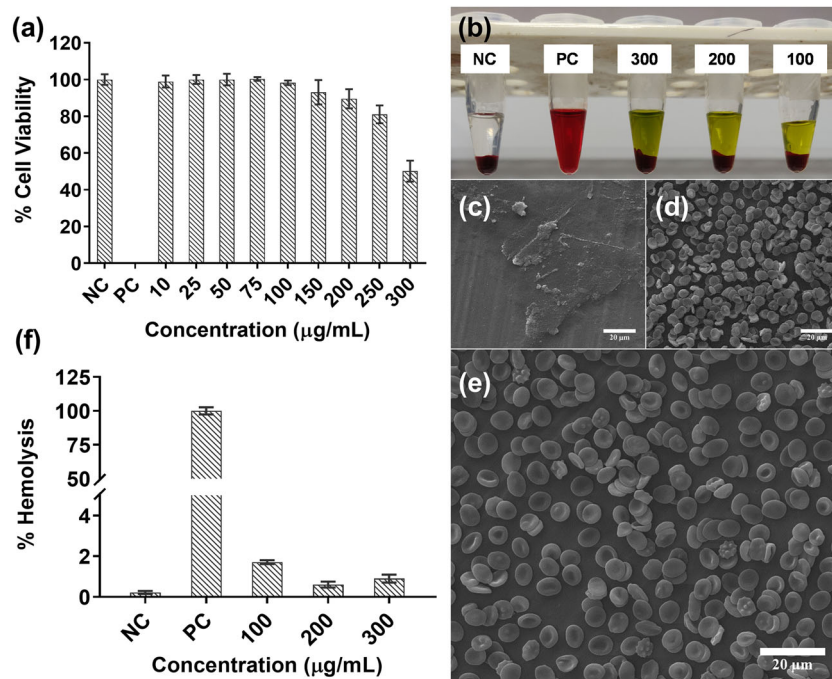 (a)
120
100
80
60
40
20
0
% Cell Viability
NC PC 10 25 50 75 100 150 200 250 300
Concentration (μg/mL)
(b)
NC PC 300 200 100
(c)
20 μm
(d)
20 μm
(f)
125
100
75
50
4
2
0
% Hemolysis
NC PC 100 200 300
Concentration (μg/mL)
(e)
20 μm